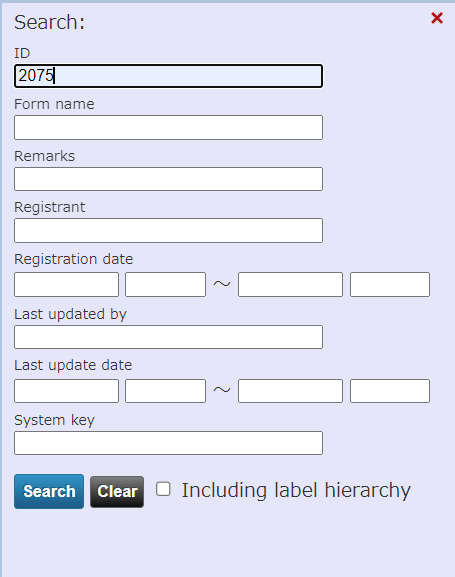 Search:
ID
2075
Form name
Remarks
Registrant
Registration date
～
Last updated by
Last update date
～
System key
Search Clear Including label hierarchy